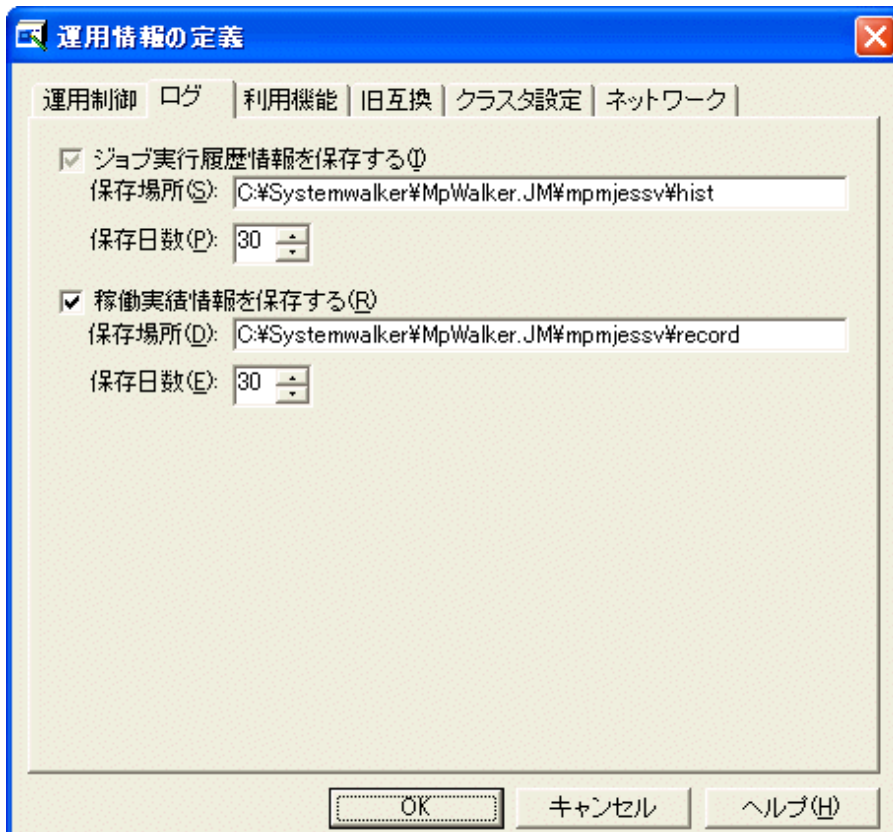 運用情報の定義
運用制御 ログ 利用機能 旧互換 クラスタ設定 ネットワーク
ジョブ実行履歴情報を保存する(I)
保存場所(S): C:¥Systemwalker¥MpWalker.JM¥mpmjessv¥hist
保存日数(P): 30
稼働実績情報を保存する(R)
保存場所(D): C:¥Systemwalker¥MpWalker.JM¥mpmjessv¥record
保存日数(E): 30
OK キャンセル ヘルプ(H)